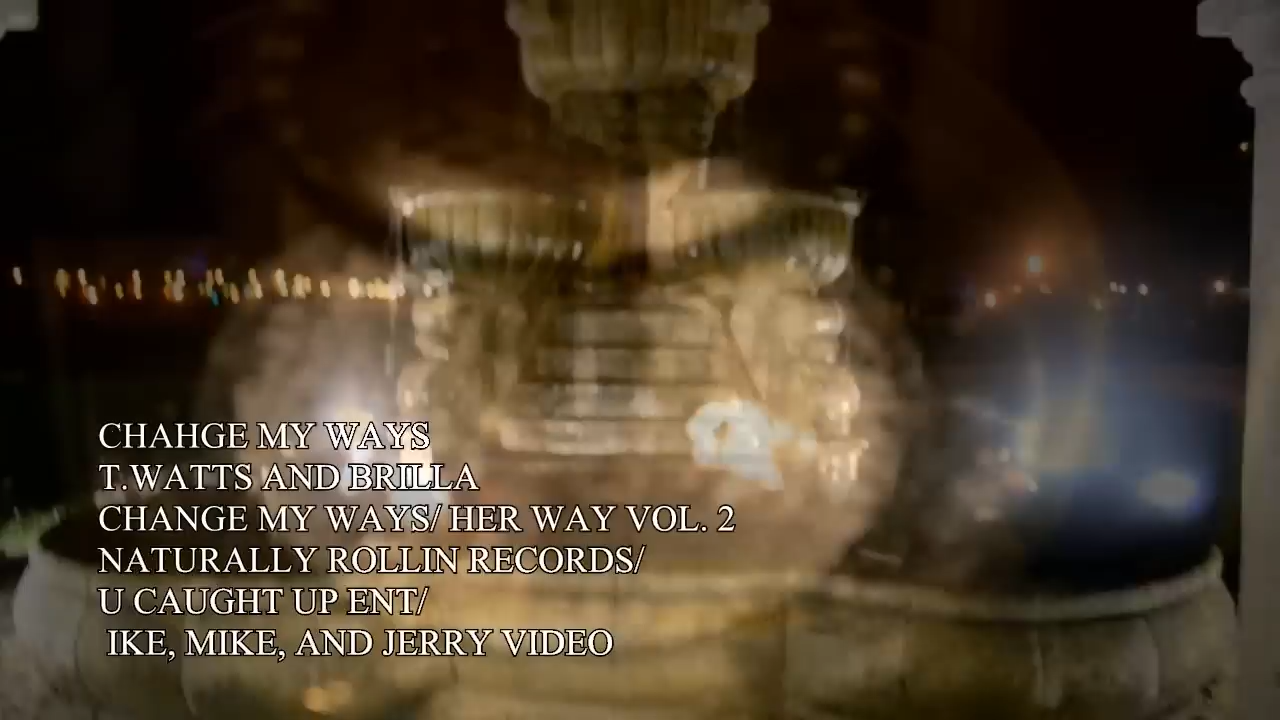 CHAHGE MY WAYS
T.WATTS AND BRILLA
CHANGE MY WAYS/ HER WAY VOL. 2
NATURALLY ROLLIN RECORDS/
U CAUGHT UP ENT/
IKE, MIKE, AND JERRY VIDEO